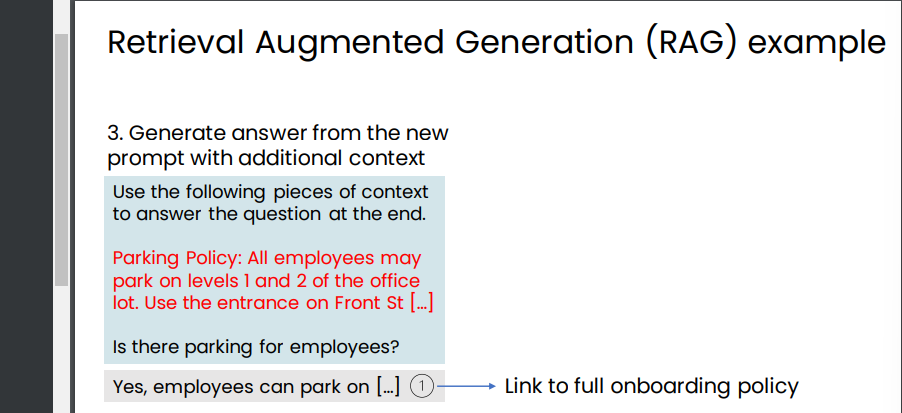 Retrieval Augmented Generation (RAG) example
3. Generate answer from the new
prompt with additional context
Use the following pieces of context
to answer the question at the end.
Parking Policy: All employees may
park on levels 1 and 2 of the office
lot. Use the entrance on Front St [...]
Is there parking for employees?
Yes, employees can park on [...] 1 Link to full onboarding policy